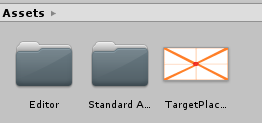 Assets ▸
Editor
Standard A...
TargetPlac...